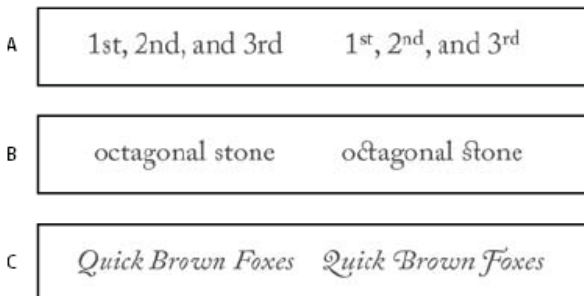 A 1st, 2nd, and 3rd 1st, 2nd, and 3rd
B octagonal stone octagonal stone
C Quick Brown Foxes Quick Brown Foxes